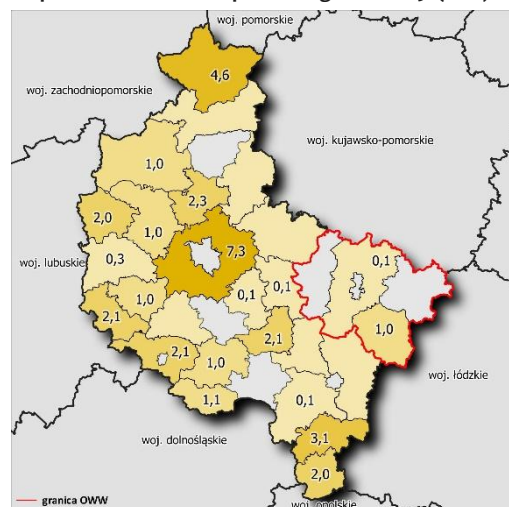 woj. pomorskie
4,6
woj. zachodniopomorskie
woj. kujawsko-pomorskie
1,0
2,3
2,0
1,0
7,3
woj. lubuskie
0,3
0,1
0,1
1,0
0,1
2,1
1,0
2,1
2,1
1,0
woj. łódzkie
1,1
0,1
woj. dolnośląskie
3,1
2,0
granica OWW